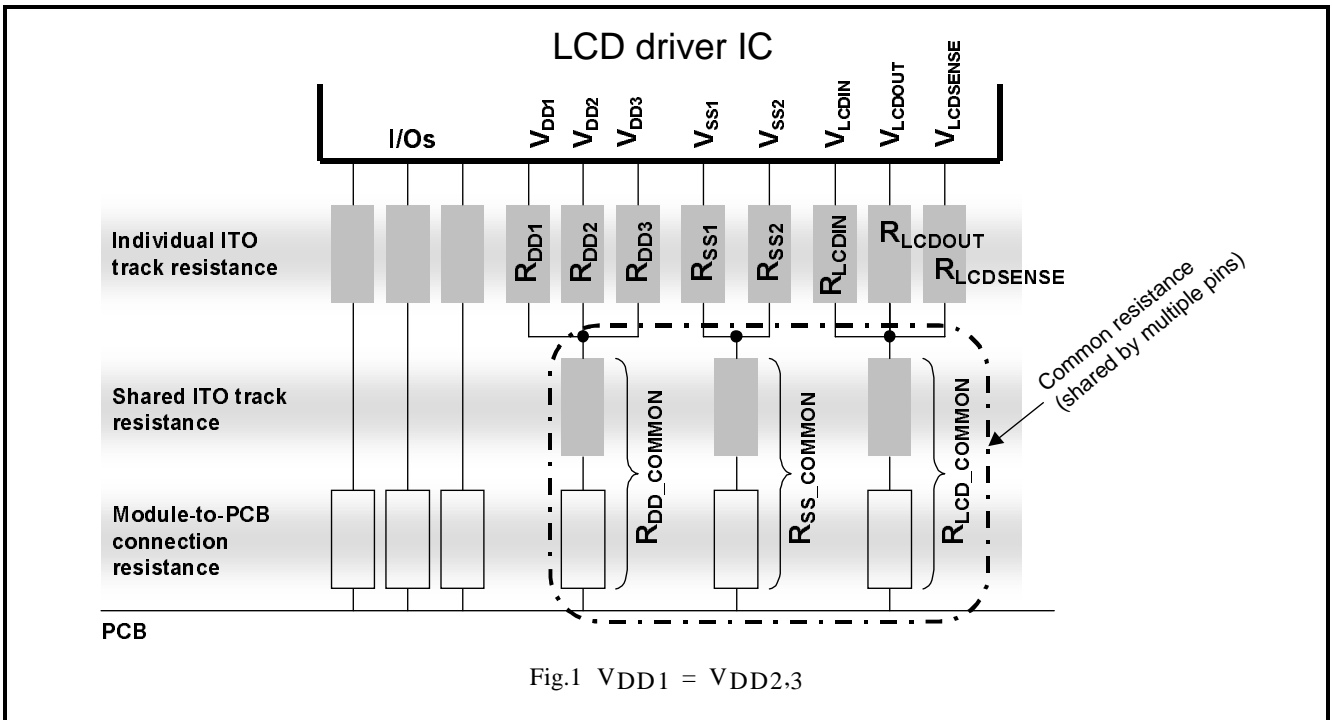 LCD driver IC
I/Os
VDD1
VDD2
VDD3
VSS1
VSS2
VLCDIN
VLCDOUT
VLCDSENSE
Individual ITO
track resistance
RDD1
RDD2
RDD3
RSS1
RSS2
RLCDIN
RLCDOUT
RLCDSENSE
Common resistance
(shared by multiple pins)
Shared ITO track
resistance
RDD_COMMON
RSS_COMMON
RLCD_COMMON
Module-to-PCB
connection
resistance
PCB
Fig.1 VDD1 = VDD2,3